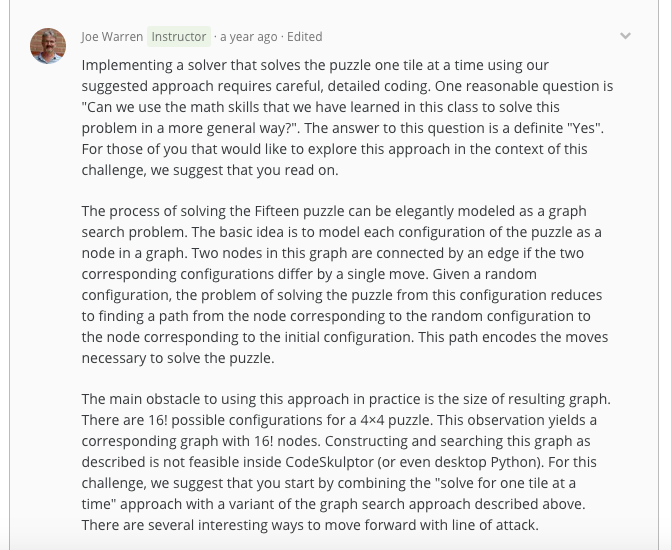 Joe Warren Instructor · a year ago · Edited
Implementing a solver that solves the puzzle one tile at a time using our
suggested approach requires careful, detailed coding. One reasonable question is
"Can we use the math skills that we have learned in this class to solve this
problem in a more general way?". The answer to this question is a definite "Yes".
For those of you that would like to explore this approach in the context of this
challenge, we suggest that you read on.
The process of solving the Fifteen puzzle can be elegantly modeled as a graph
search problem. The basic idea is to model each configuration of the puzzle as a
node in a graph. Two nodes in this graph are connected by an edge if the two
corresponding configurations differ by a single move. Given a random
configuration, the problem of solving the puzzle from this configuration reduces
to finding a path from the node corresponding to the random configuration to
the node corresponding to the initial configuration. This path encodes the moves
necessary to solve the puzzle.
The main obstacle to using this approach in practice is the size of resulting graph.
There are 16! possible configurations for a 4×4 puzzle. This observation yields a
corresponding graph with 16! nodes. Constructing and searching this graph as
described is not feasible inside CodeSkulptor (or even desktop Python). For this
challenge, we suggest that you start by combining the "solve for one tile at a
time" approach with a variant of the graph search approach described above.
There are several interesting ways to move forward with line of attack.